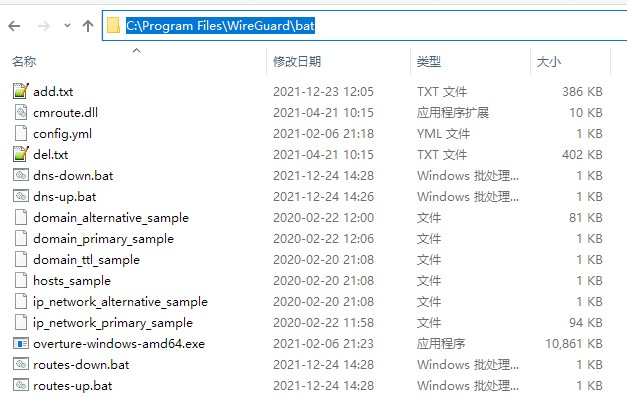 C:\Program Files\WireGuard\bat
名称 修改日期 类型 大小
add.txt 2021-12-23 12:05 TXT 文件 386 KB
cmroute.dll 2021-04-21 10:15 应用程序扩展 10 KB
config.yml 2021-02-06 21:18 YML 文件 1 KB
del.txt 2021-04-21 10:15 TXT 文件 402 KB
dns-down.bat 2021-12-24 14:28 Windows 批处理... 1 KB
dns-up.bat 2021-12-24 14:26 Windows 批处理... 1 KB
domain_alternative_sample 2020-02-22 12:00 文件 81 KB
domain_primary_sample 2020-02-22 12:06 文件 1 KB
domain_ttl_sample 2020-02-20 21:08 文件 1 KB
hosts_sample 2020-02-20 21:08 文件 1 KB
ip_network_alternative_sample 2020-02-20 21:08 文件 1 KB
ip_network_primary_sample 2020-02-22 11:58 文件 94 KB
overture-windows-amd64.exe 2021-02-06 21:23 应用程序 10,861 KB
routes-down.bat 2021-12-24 14:28 Windows 批处理... 1 KB
routes-up.bat 2021-12-24 14:28 Windows 批处理... 1 KB